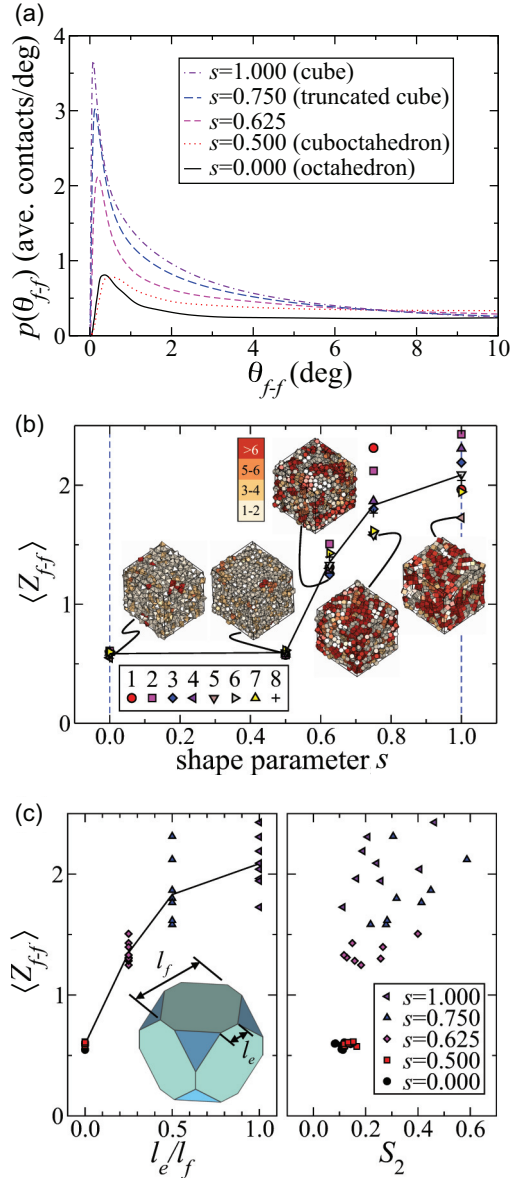 (a)
4
3
2
1
0
p(θf-f) (ave. contacts/deg)
s=1.000 (cube)
s=0.750 (truncated cube)
s=0.625
s=0.500 (cuboctahedron)
s=0.000 (octahedron)
0 2 4 6 8 10
θf-f (deg)
(b)
2
1
0
⟨Zf-f⟩
>6
5-6
3-4
1-2
1 2 3 4 5 6 7 8
0.0 0.2 0.4 0.6 0.8 1.0
shape parameter s
(c)
2
1
0
⟨Zf-f⟩
lf
le
s=1.000
s=0.750
s=0.625
s=0.500
s=0.000
0.0 0.5 1.0
0.0 0.2 0.4 0.6
le/lf
S2